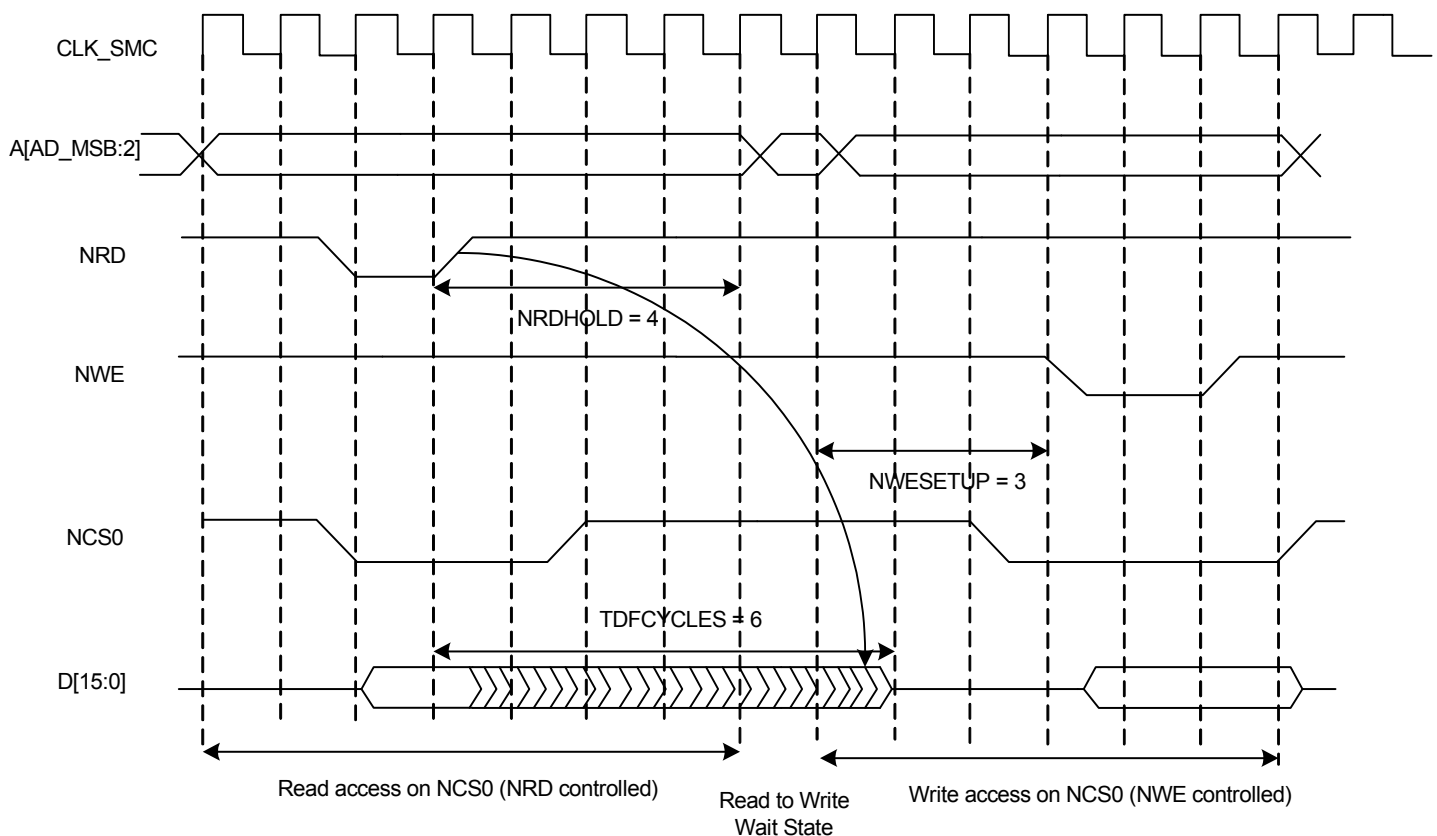 CLK_SMC
A[AD_MSB:2]
NRD
NRDHOLD = 4
NWE
NWESETUP = 3
NCS0
TDFCYCLES = 6
D[15:0]
Read access on NCS0 (NRD controlled)
Read to Write
Wait State
Write access on NCS0 (NWE controlled)